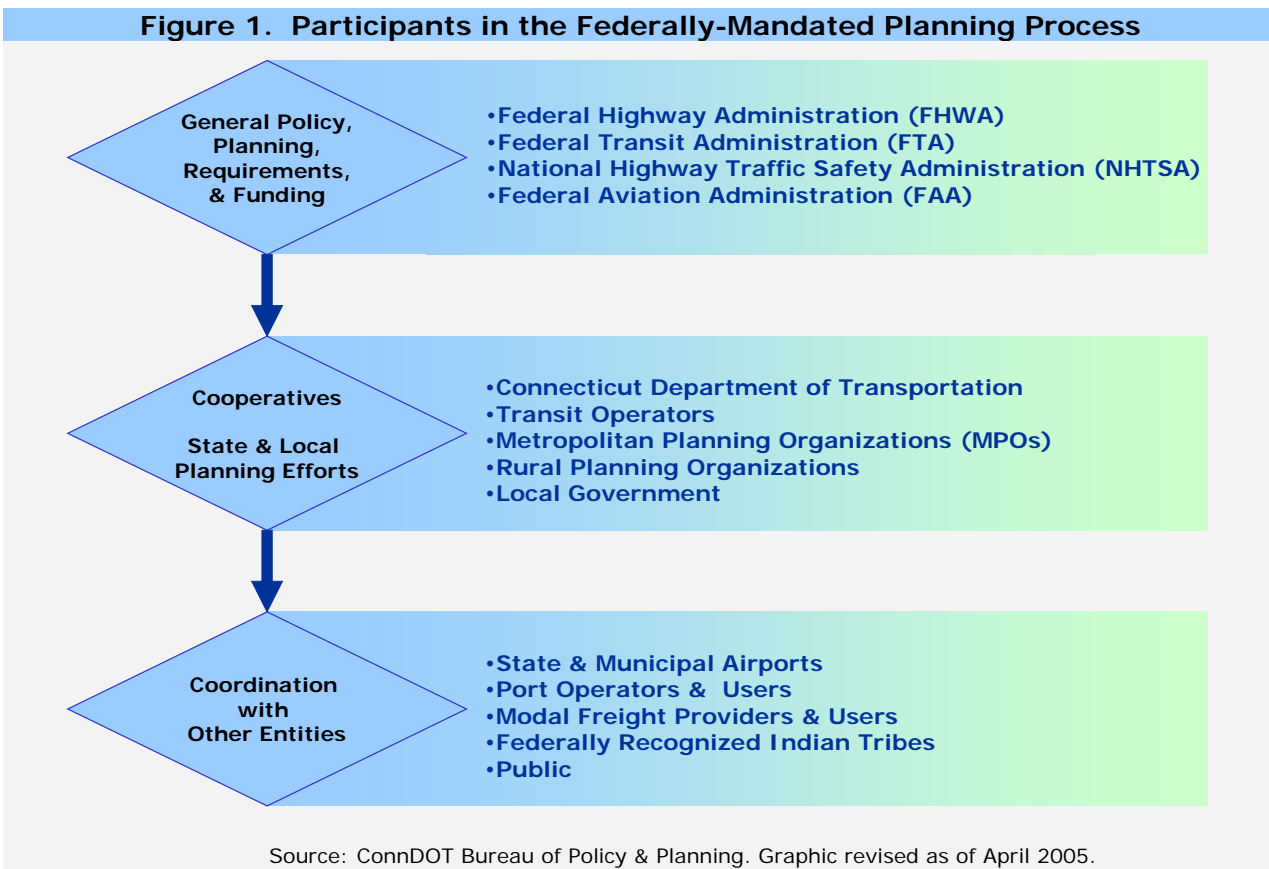 Figure 1.  Participants in the Federally-Mandated Planning Process
General Policy,
Planning,
Requirements,
& Funding
•Federal Highway Administration (FHWA)
•Federal Transit Administration (FTA)
•National Highway Traffic Safety Administration (NHTSA)
•Federal Aviation Administration (FAA)
Cooperatives
State & Local
Planning Efforts
•Connecticut Department of Transportation
•Transit Operators
•Metropolitan Planning Organizations (MPOs)
•Rural Planning Organizations
•Local Government
Coordination
with
Other Entities
•State & Municipal Airports
•Port Operators &  Users
•Modal Freight Providers & Users
•Federally Recognized Indian Tribes
•Public
Source: ConnDOT Bureau of Policy & Planning. Graphic revised as of April 2005.